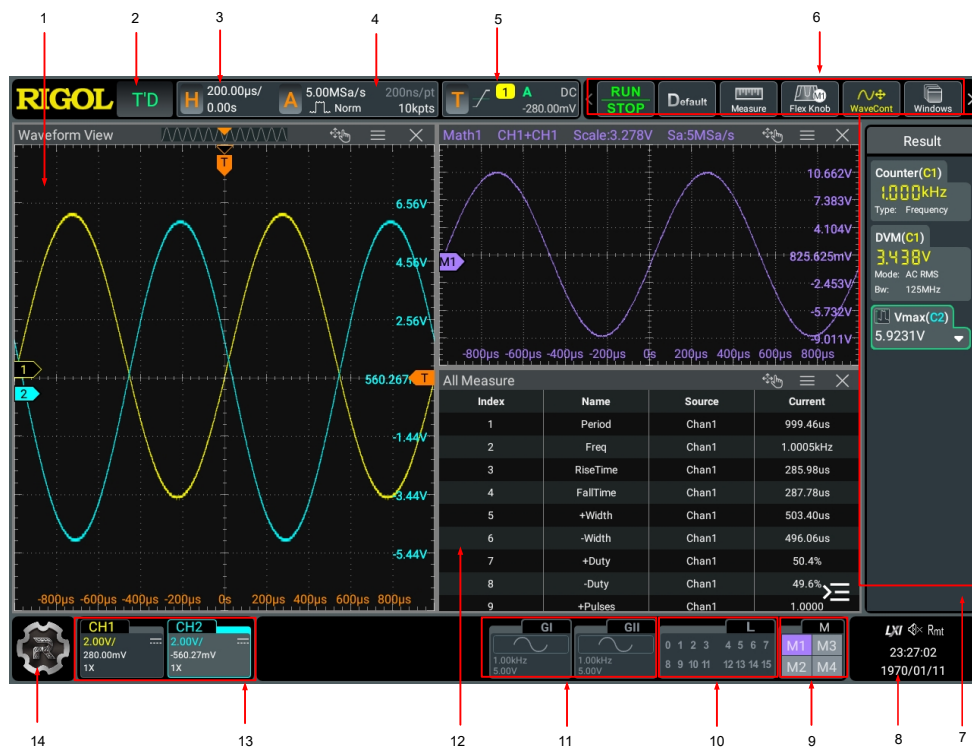 1 2 3 4 5 6
RIGOL T'D H 200.00μs/ 0.00s A 5.00MSa/s 200ns/pt Norm 10kpts T 1 A DC -280.00mV RUN STOP Default Measure Flex Knob WaveCont Windows
Waveform View
T
6.56V
4.56V
2.56V
1
560.267 T
2
-1.44V
-3.44V
-5.44V
-800μs -600μs -400μs -200μs 0s 200μs 400μs 600μs 800μs
Math1 CH1+CH1 Scale:3.278V Sa:5MSa/s
10.662V
7.383V
4.104V
M1 825.625mV
-2.453V
-5.732V
-9.011V
-800μs -600μs -400μs -200μs 0s 200μs 400μs 600μs 800μs
All Measure
Index Name Source Current
1 Period Chan1 999.46us
2 Freq Chan1 1.0005kHz
3 RiseTime Chan1 285.98us
4 FallTime Chan1 287.78us
5 +Width Chan1 503.40us
6 -Width Chan1 496.06us
7 +Duty Chan1 50.4%
8 -Duty Chan1 49.6%
9 +Pulses Chan1 1.0000
Result
Counter(C1)
1.000kHz
Type: Frequency
DVM(C1)
3.438V
Mode: AC RMS
Bw: 125MHz
Vmax(C2)
5.9231V
CH1
2.00V/
280.00mV
1X
CH2
2.00V/
-560.27mV
1X
GI
1.00kHz
5.00V
GII
1.00kHz
5.00V
L
0 1 2 3 4 5 6 7
8 9 10 11 12 13 14 15
M
M1 M3
M2 M4
LXI Rmt
23:27:02
1970/01/11
14 13 12 11 10 9 8 7